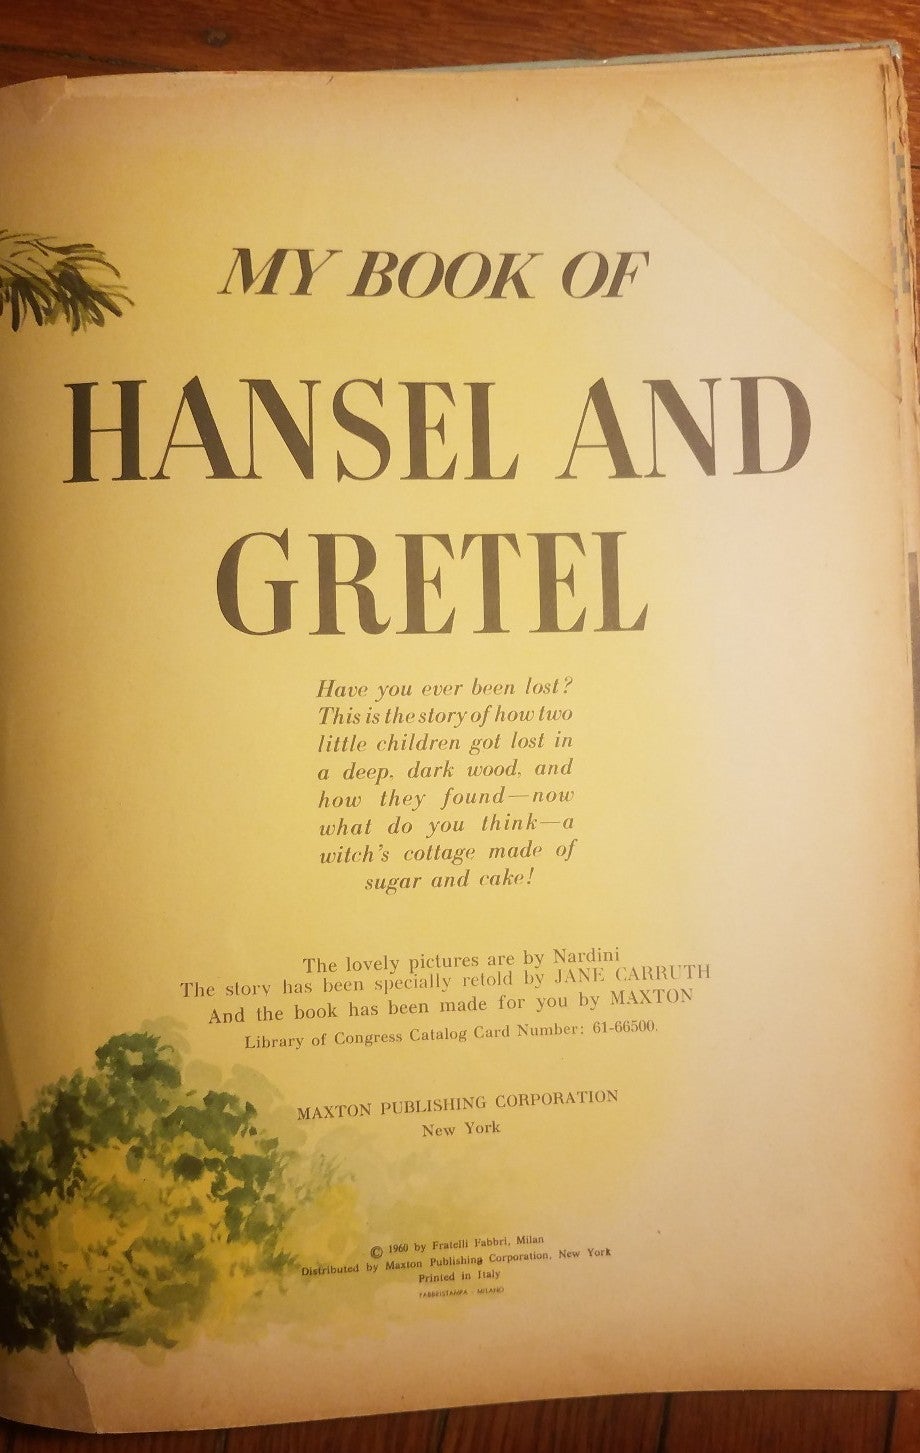 MY BOOK OF
HANSEL AND
GRETEL
Have you ever been lost?
This is the story of how two
little children got lost in
a deep, dark wood, and
how they found—now
what do you think—a
witch's cottage made of
sugar and cake!
The lovely pictures are by Nardini
The story has been specially retold by JANE CARRUTH
And the book has been made for you by MAXTON
Library of Congress Catalog Card Number: 61-66500.
MAXTON PUBLISHING CORPORATION
New York
© 1960 by Fratelli Fabbri, Milan
Distributed by Maxton Publishing Corporation, New York
Printed in Italy
FABBRISTAMPA - MILANO